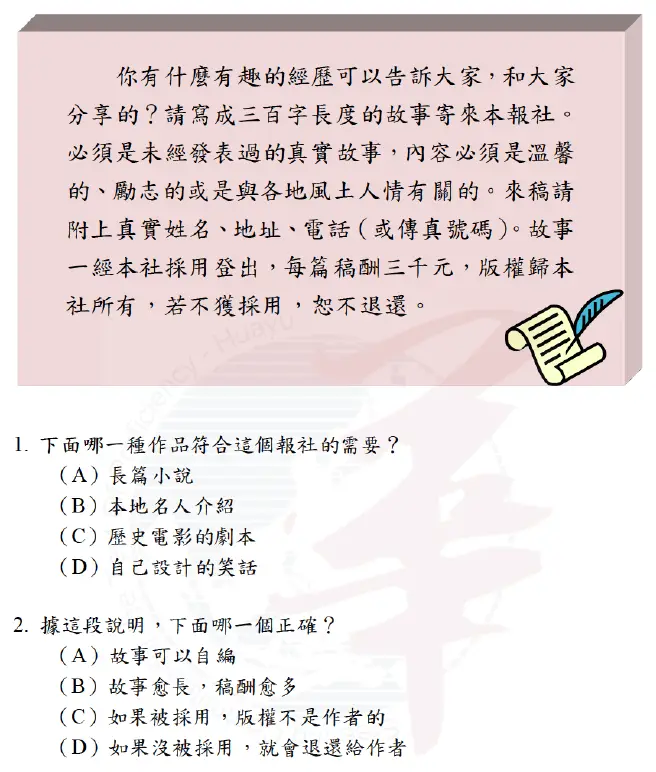 你有什麼有趣的經歷可以告訴大家，和大家
分享的？請寫成三百字長度的故事寄來本報社。
必須是未經發表過的真實故事，內容必須是溫馨
的、勵志的或是與各地風土人情有關的。來稿請
附上真實姓名、地址、電話（或傳真號碼）。故事
一經本社採用登出，每篇稿酬三千元，版權歸本
社所有，若不獲採用，恕不退還。
1. 下面哪一種作品符合這個報社的需要？
（A）長篇小說
（B）本地名人介紹
（C）歷史電影的劇本
（D）自己設計的笑話
2. 據這段說明，下面哪一個正確？
（A）故事可以自編
（B）故事愈長，稿酬愈多
（C）如果被採用，版權不是作者的
（D）如果沒被採用，就會退還給作者